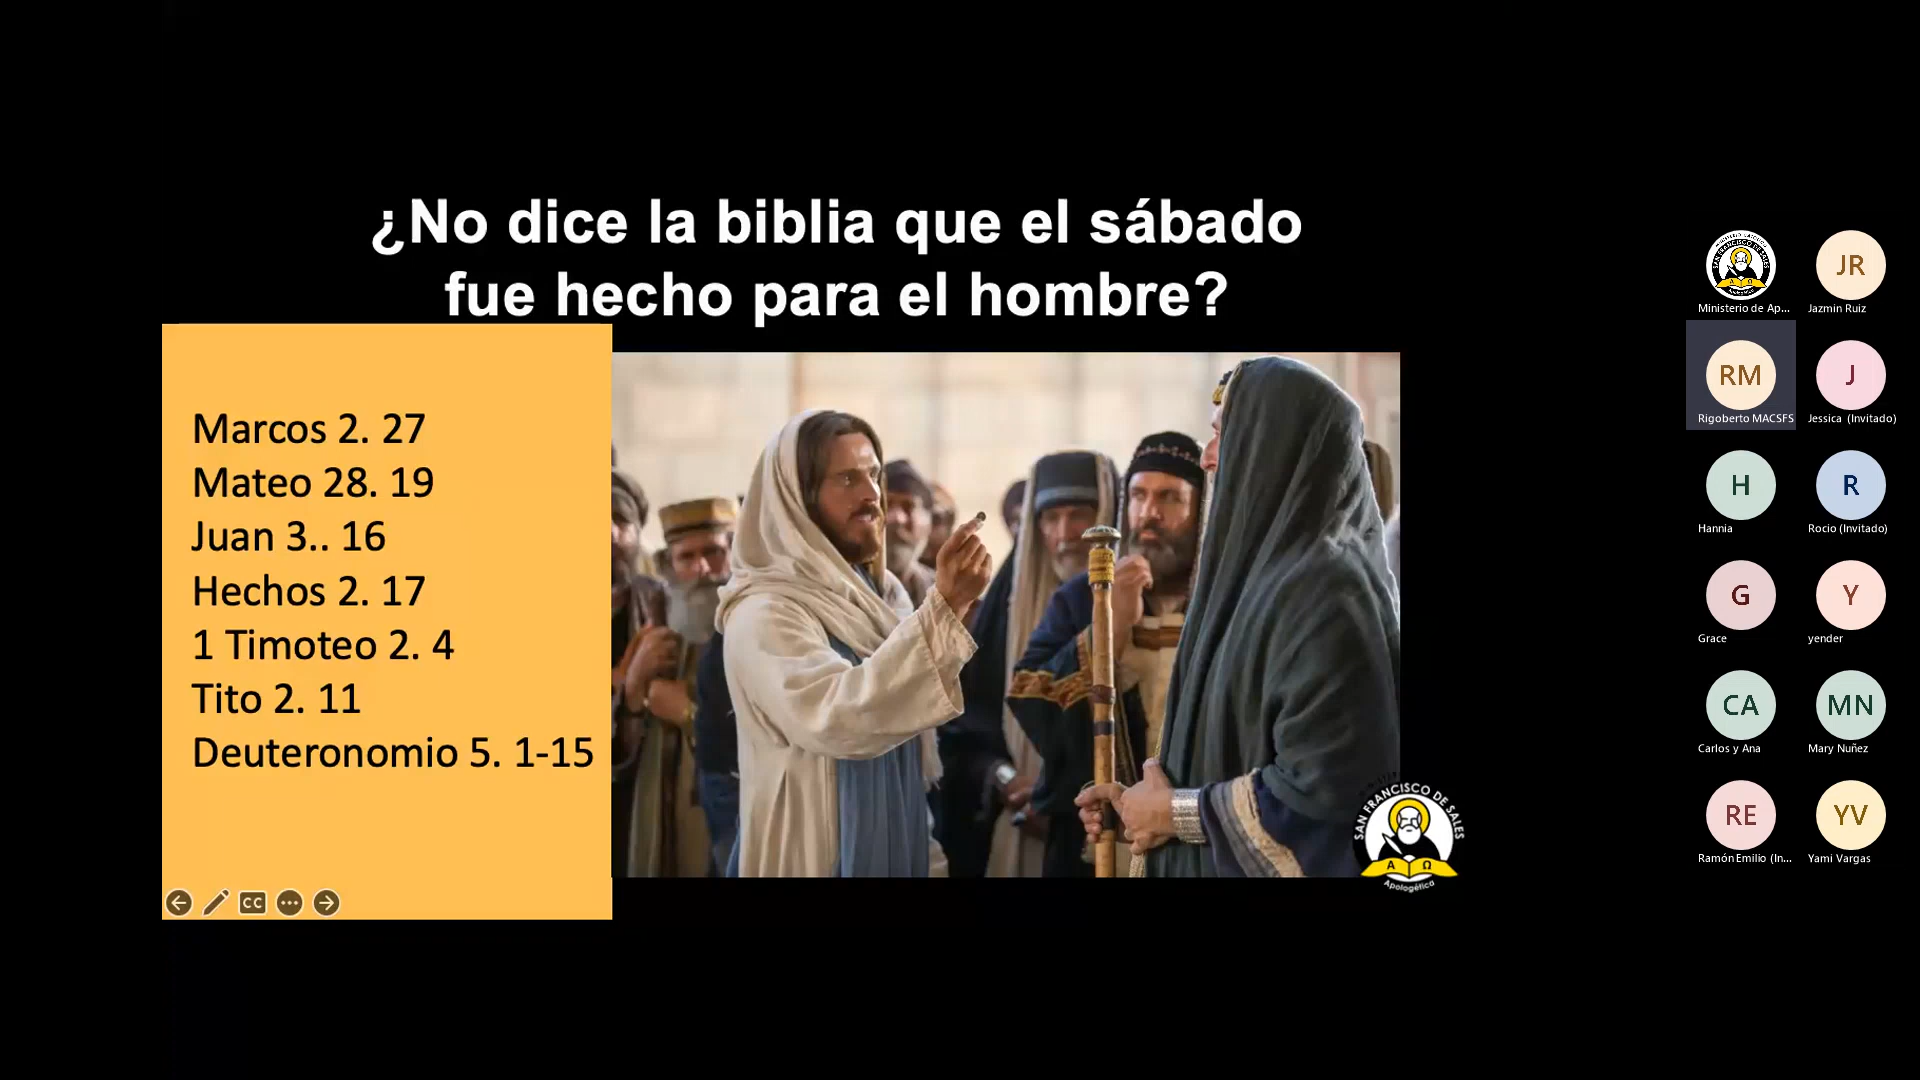 ¿No dice la biblia que el sábado
fue hecho para el hombre?
Marcos 2. 27
Mateo 28. 19
Juan 3.. 16
Hechos 2. 17
1 Timoteo 2. 4
Tito 2. 11
Deuteronomio 5. 1-15
CC
SAN FRANCISCO DE SALES
Α Ω
Apologética
Ministerio de Ap...
JR
Jazmin Ruiz
RM
Rigoberto MACSFS
J
Jessica (Invitado)
H
Hannia
R
Rocio (Invitado)
G
Grace
Y
yender
CA
Carlos y Ana
MN
Mary Nuñez
RE
Ramón Emilio (In...
YV
Yami Vargas